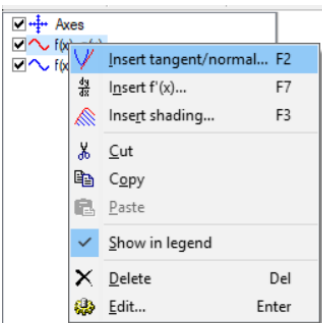 Axes
f(x)
Insert tangent/normal... F2
f(x
Insert f'(x)... F7
Insert shading... F3
Cut
Copy
Paste
Show in legend
Delete Del
Edit... Enter